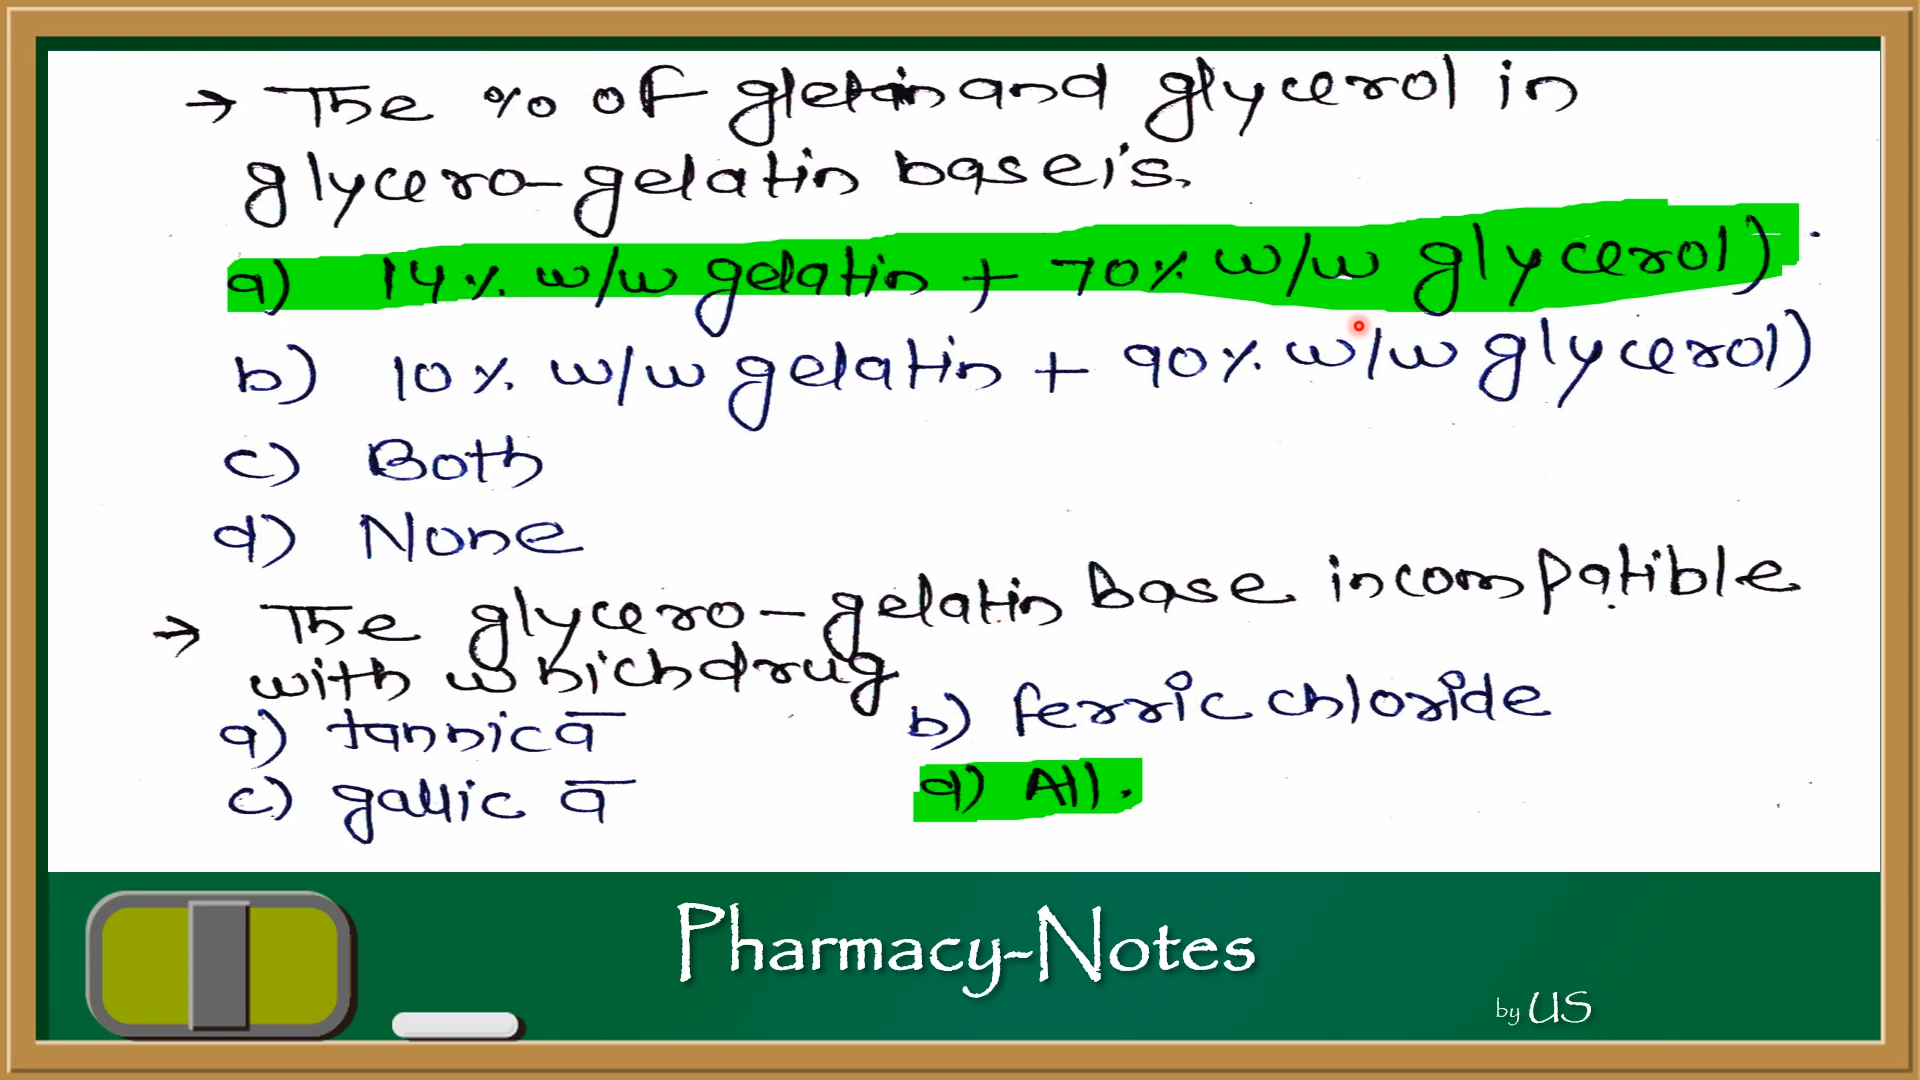 → The % of gletin and glycerol in
glycero-gelatin base is.
a) 14% w/w gelatin + 70% w/w glycerol)
b) 10% w/w gelatin + 90% w/w glycerol)
c) Both
d) None
→ The glycero-gelatin base incompatible
with which drug
a) tannic a̅ b) ferric chloride
c) gallic a̅ d) All.
Pharmacy-Notes
by US